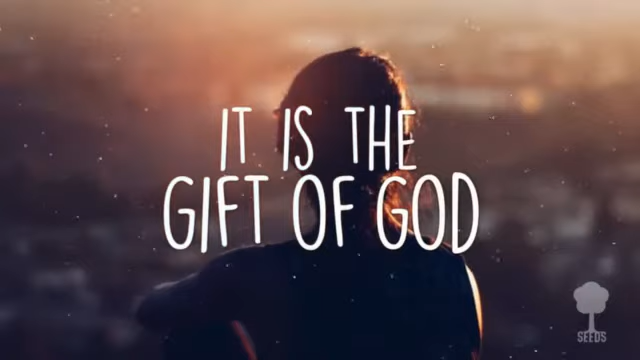 IT IS THE
GIFT OF GOD
SEEDS